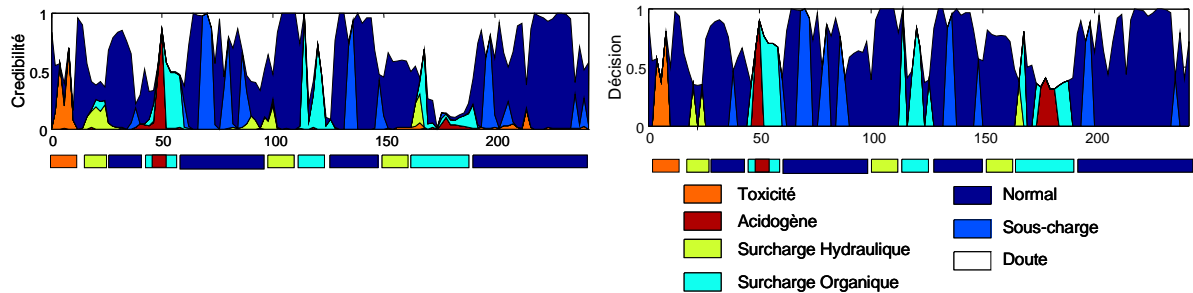 1
0.5
0
Credibilité
0 50 100 150 200
1
0.5
0
Décision
0 50 100 150 200
Toxicité
Acidogène
Surcharge Hydraulique
Surcharge Organique
Normal
Sous-charge
Doute